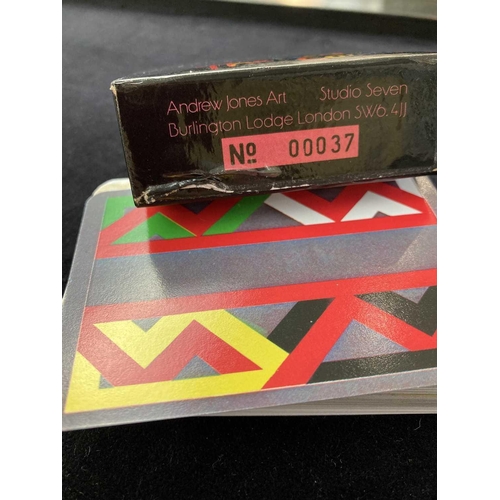 Andrew Jones Art Studio Seven
Burlington Lodge London SW6.4JJ
No 00037